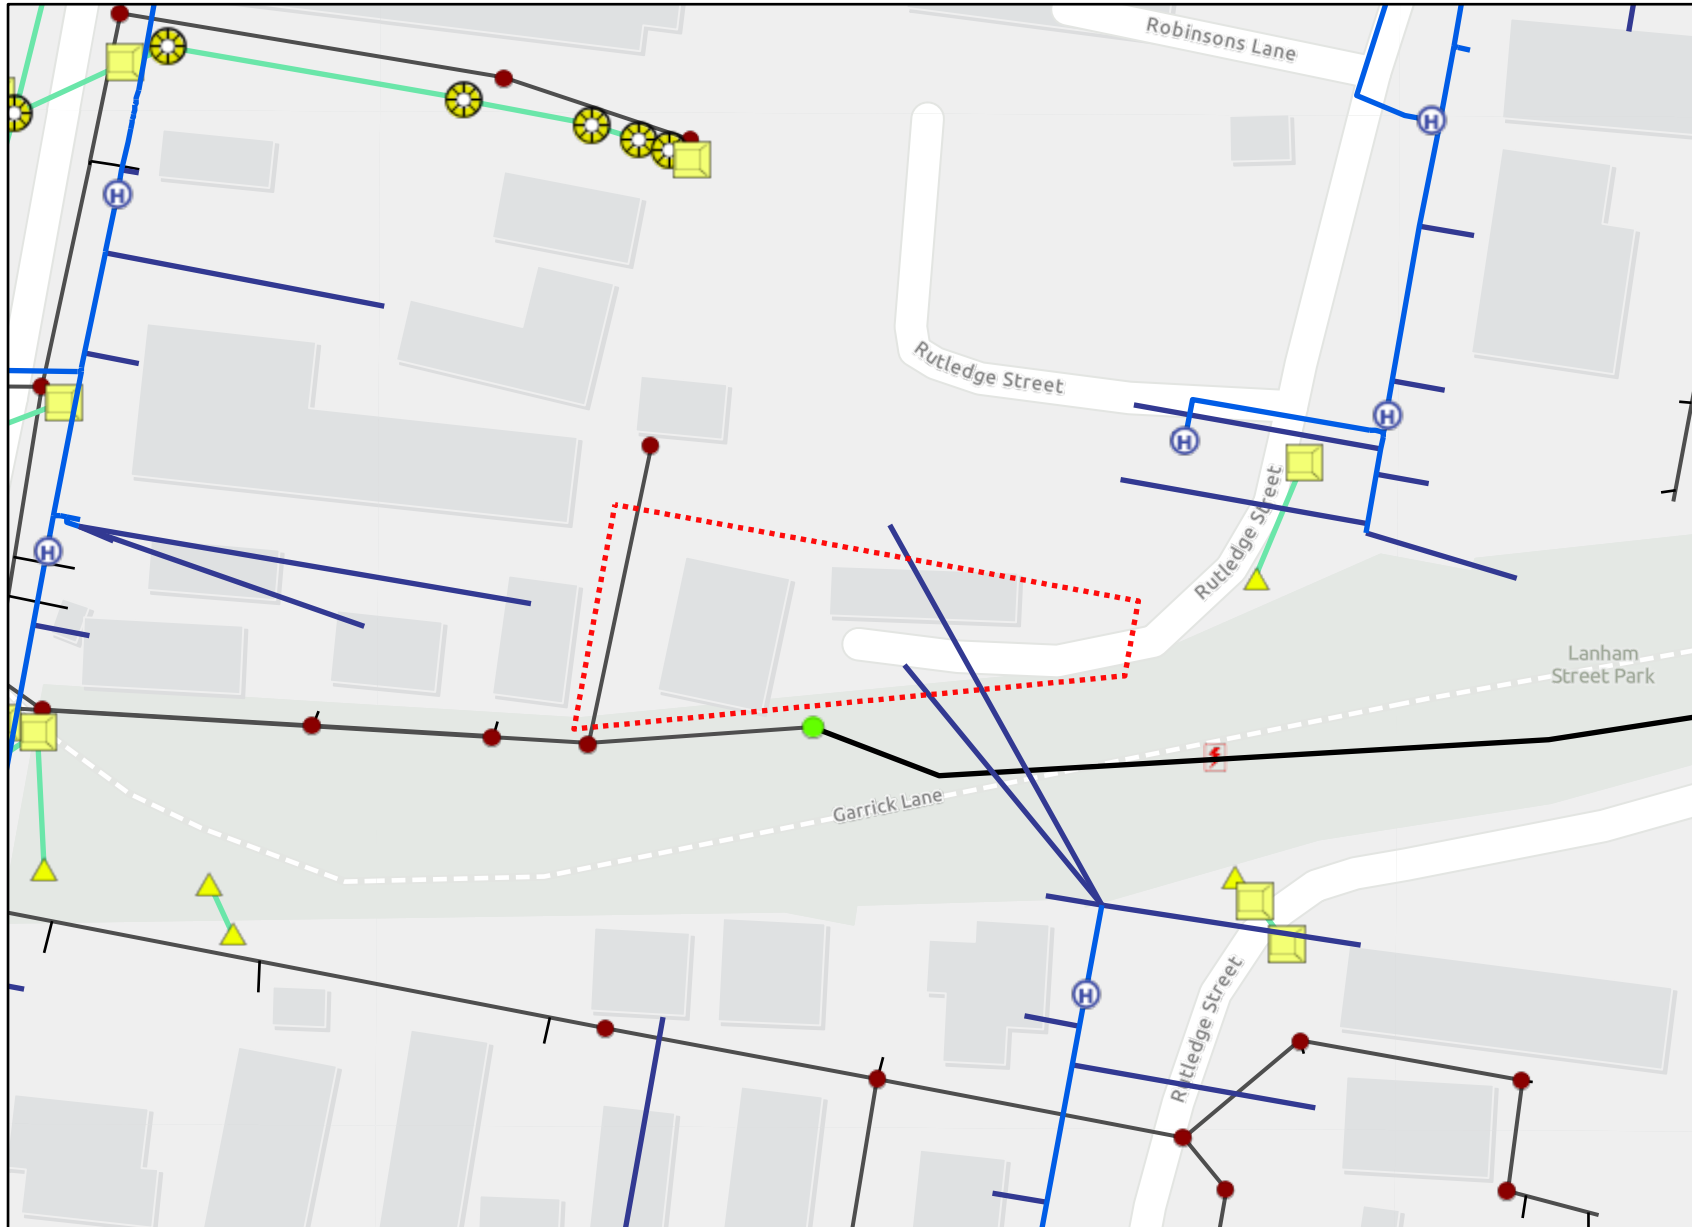 Robinsons Lane
H
H
H
Rutledge Street
H
H
Rutledge Street
H
Lanham
Street Park
Garrick Lane
H
Rutledge Street